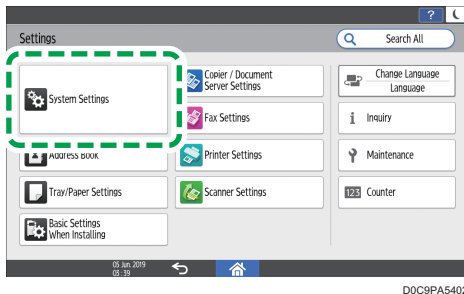 ?
Settings
Search All
System Settings
Copier / Document
Server Settings
Change Language
Language
Fax Settings
i Inquiry
Address Book
Printer Settings
Maintenance
Tray/Paper Settings
Scanner Settings
123 Counter
Basic Settings
When Installing
05 Jun. 2019
03 : 39
D0C9PA5402